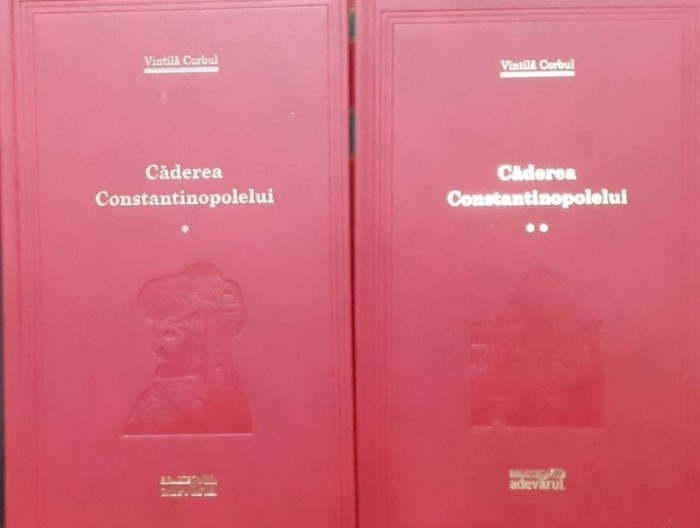 Vintilă Corbul
Căderea
Constantinopolelui
*
Vintilă Corbul
Căderea
Constantinopolelui
**
adevărul